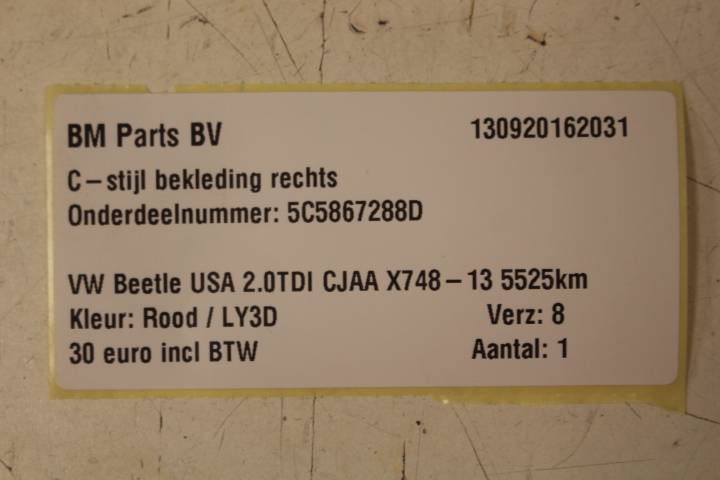 BM Parts BV 130920162031
C-stijl bekleding rechts
Onderdeelnummer: 5C5867288D
VW Beetle USA 2.0TDI CJAA X748-13 5525km
Kleur: Rood / LY3D Verz: 8
30 euro incl BTW Aantal: 1